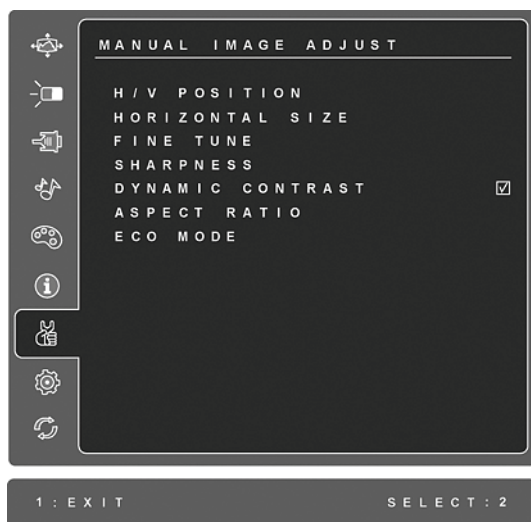 MANUAL IMAGE ADJUST
H/V POSITION
HORIZONTAL SIZE
FINE TUNE
SHARPNESS
DYNAMIC CONTRAST
ASPECT RATIO
ECO MODE
1:EXIT SELECT:2